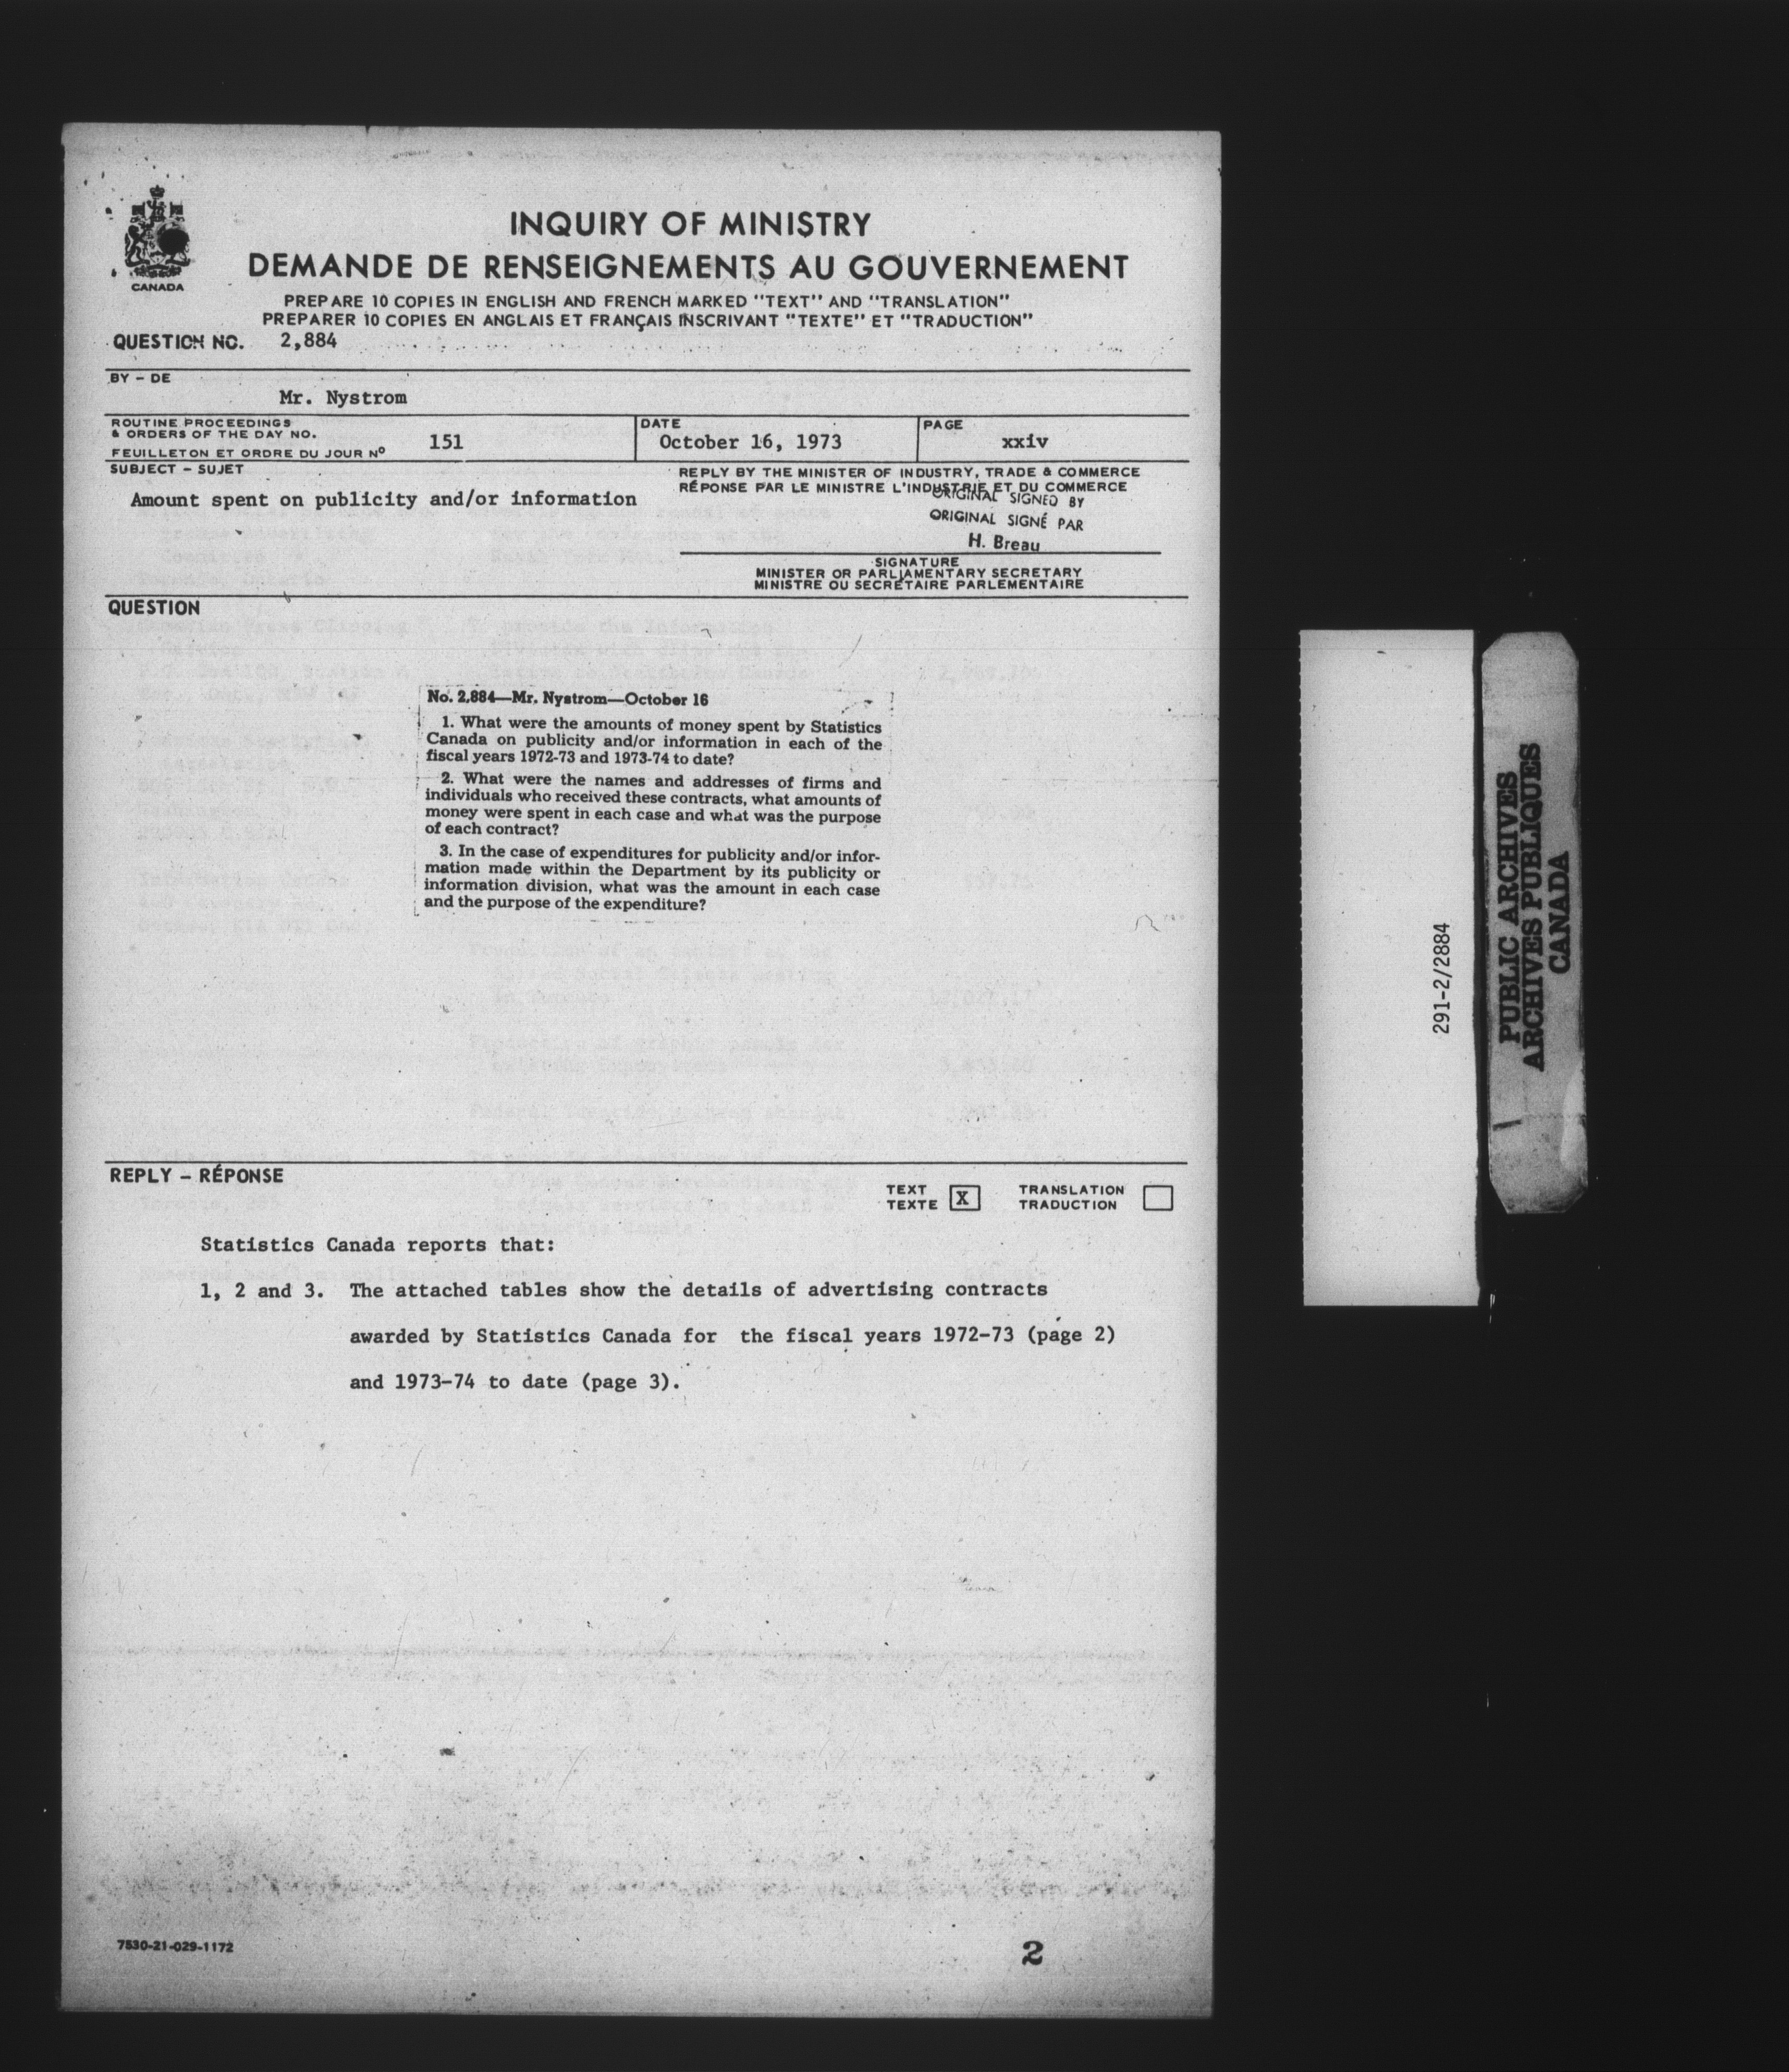 CANADA
INQUIRY OF MINISTRY
DEMANDE DE RENSEIGNEMENTS AU GOUVERNEMENT
PREPARE 10 COPIES IN ENGLISH AND FRENCH MARKED "TEXT" AND "TRANSLATION"
PREPARER 10 COPIES EN ANGLAIS ET FRANÇAIS INSCRIVANT "TEXTE" ET "TRADUCTION"
QUESTION NO. 2,884
BY - DE
Mr. Nystrom
ROUTINE PROCEEDINGS
& ORDERS OF THE DAY NO.
FEUILLETON ET ORDRE DU JOUR Nº
151
DATE
October 16, 1973
PAGE
xxiv
SUBJECT - SUJET
Amount spent on publicity and/or information
REPLY BY THE MINISTER OF INDUSTRY, TRADE & COMMERCE
RÉPONSE PAR LE MINISTRE L'INDUSTRIE ET DU COMMERCE
ORIGINAL SIGNED BY
ORIGINAL SIGNÉ PAR
H. Breau
SIGNATURE
MINISTER OR PARLIAMENTARY SECRETARY
MINISTRE OU SECRÉTAIRE PARLEMENTAIRE
QUESTION
No. 2,884—Mr. Nystrom—October 16
1. What were the amounts of money spent by Statistics
Canada on publicity and/or information in each of the
fiscal years 1972-73 and 1973-74 to date?
2. What were the names and addresses of firms and
individuals who received these contracts, what amounts of
money were spent in each case and what was the purpose
of each contract?
3. In the case of expenditures for publicity and/or infor-
mation made within the Department by its publicity or
information division, what was the amount in each case
and the purpose of the expenditure?
REPLY - RÉPONSE
TEXT
TEXTE
X
TRANSLATION
TRADUCTION
Statistics Canada reports that:
1, 2 and 3. The attached tables show the details of advertising contracts
awarded by Statistics Canada for the fiscal years 1972-73 (page 2)
and 1973-74 to date (page 3).
7530-21-029-1172
2
291-2/2884
PUBLIC ARCHIVES
ARCHIVES PUBLIQUES
CANADA